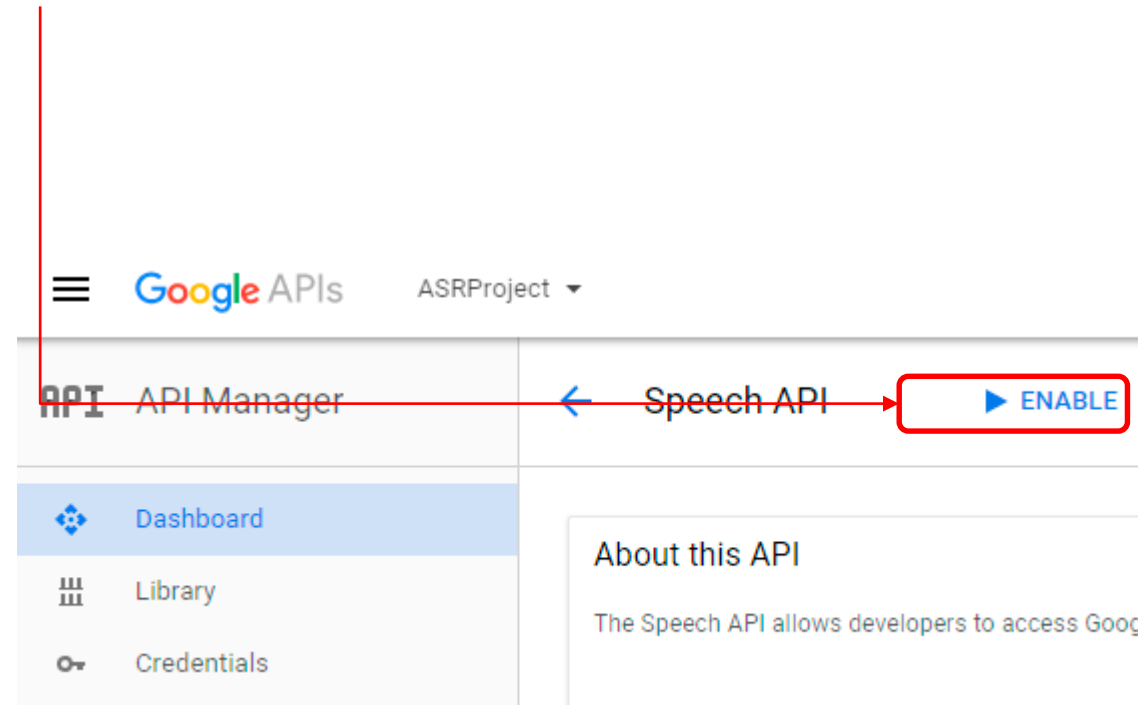 Google APIs ASRProject
API API Manager Speech API ENABLE
Dashboard
Library
Credentials
About this API
The Speech API allows developers to access Goog